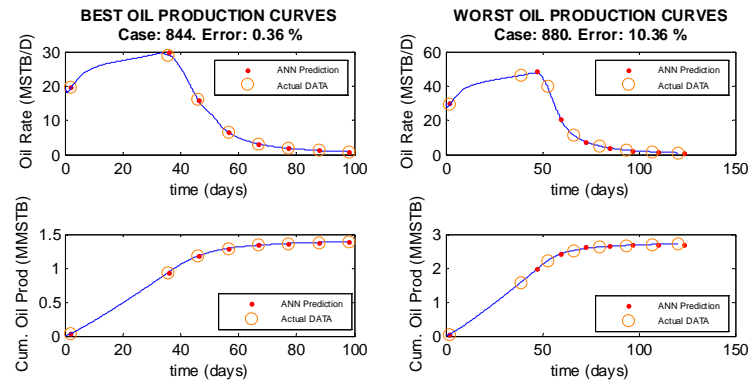 BEST OIL PRODUCTION CURVES
Case: 844. Error: 0.36 %
30
20
10
0
Oil Rate (MSTB/D)
0 20 40 60 80 100
time (days)
ANN Prediction
Actual DATA
WORST OIL PRODUCTION CURVES
Case: 880. Error: 10.36 %
60
40
20
0
Oil Rate (MSTB/D)
0 50 100 150
time (days)
ANN Prediction
Actual DATA
1.5
1
0.5
0
Cum. Oil Prod (MMSTB)
0 20 40 60 80 100
time (days)
ANN Prediction
Actual DATA
3
2
1
0
Cum. Oil Prod (MMSTB)
0 50 100 150
time (days)
ANN Prediction
Actual DATA